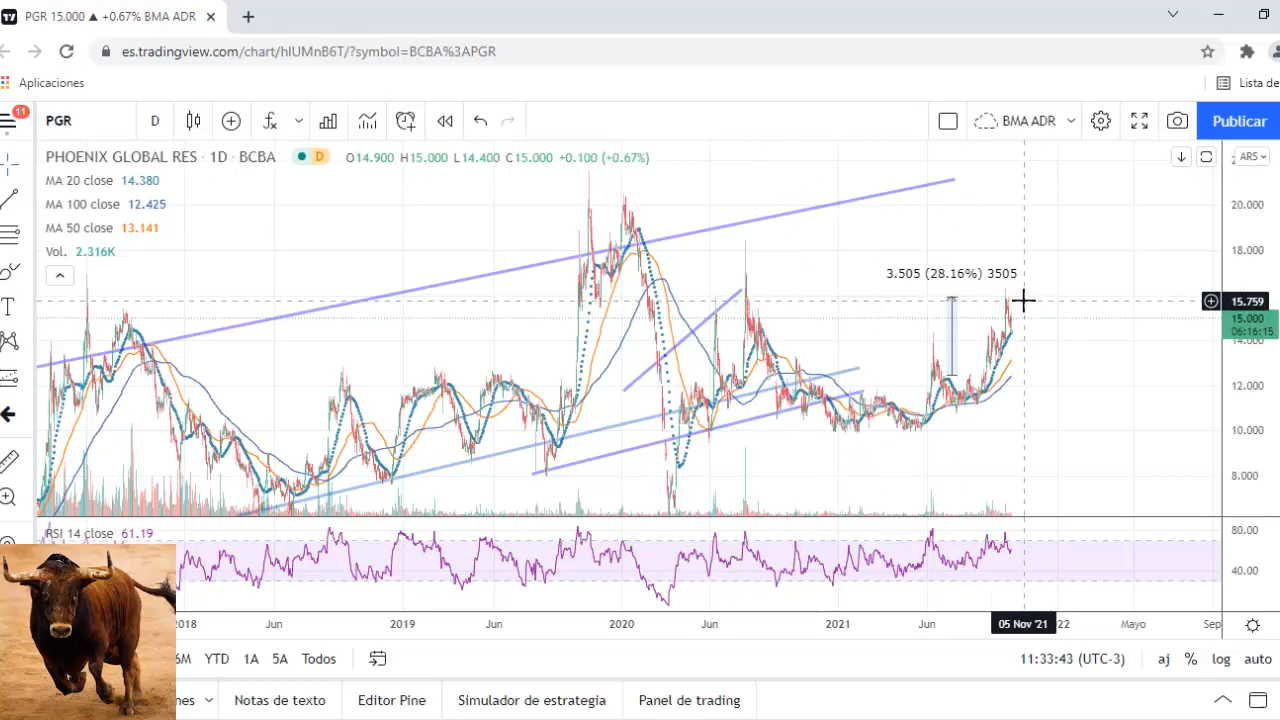 PGR 15.000 ▲ +0.67% BMA ADR
es.tradingview.com/chart/hIUMnB6T/?symbol=BCBA%3APGR
Aplicaciones
Lista de
11
PGR
D
BMA ADR
Publicar
PHOENIX GLOBAL RES · 1D · BCBA
D
O14.900 H15.000 L14.400 C15.000 +0.100 (+0.67%)
ARS
MA 20 close 14.380
MA 100 close 12.425
MA 50 close 13.141
Vol. 2.316K
20.000
18.000
3.505 (28.16%) 3505
15.759
15.000
06:16:15
14.000
12.000
10.000
8.000
RSI 14 close 61.19
80.00
40.00
2018
Jun
2019
Jun
2020
Jun
2021
Jun
05 Nov '21
22
Mayo
Sep
6M
YTD
1A
5A
Todos
11:33:43 (UTC-3)
aj
%
log
auto
nes
Notas de texto
Editor Pine
Simulador de estrategia
Panel de trading